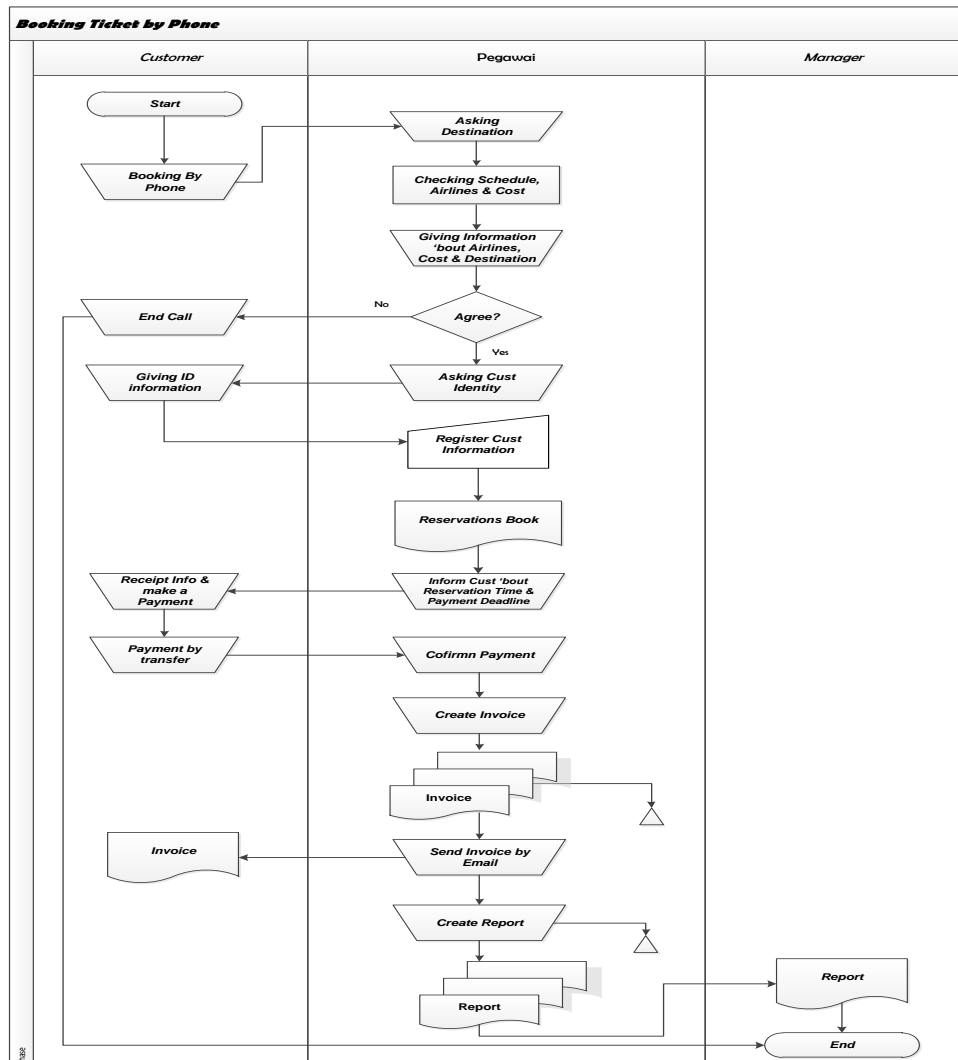 Booking Ticket by Phone
Customer
Pegawai
Manager
Start
Asking
Destination
Booking By
Phone
Checking Schedule,
Airlines & Cost
Giving Information
‘bout Airlines,
Cost & Destination
No
End Call
Agree?
Yes
Giving ID
information
Asking Cust
Identity
Register Cust
Information
Reservations Book
Receipt Info &
make a
Payment
Inform Cust ‘bout
Reservation Time &
Payment Deadline
Payment by
transfer
Cofirmn Payment
Create Invoice
Invoice
Invoice
Send Invoice by
Email
Create Report
Report
Report
End